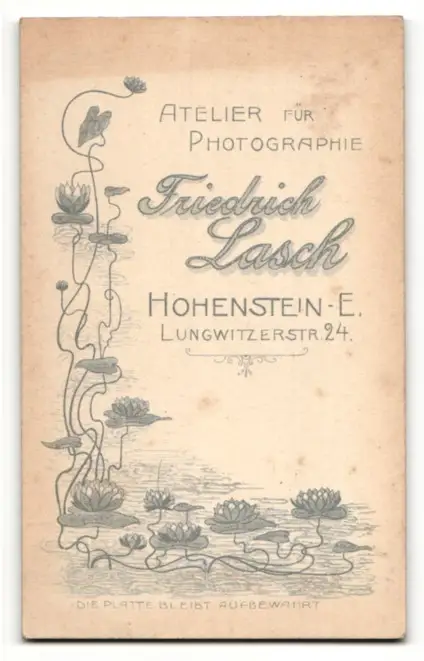 ATELIER FÜR
PHOTOGRAPHIE
Friedrich
Lasch
HOHENSTEIN-E.
LUNGWITZERSTR. 24.
DIE PLATTE BLEIBT AUFBEWAHRT